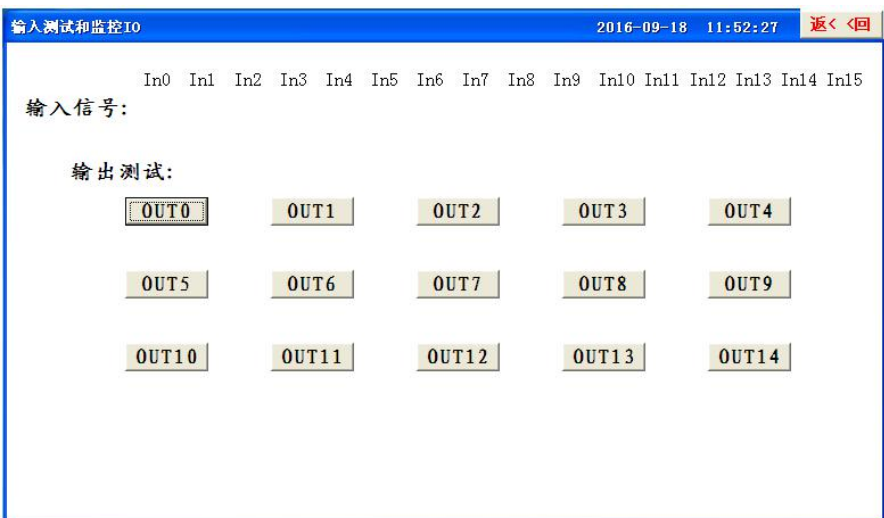 输入测试和监控IO 2016-09-18 11:52:27 返<<回
In0 In1 In2 In3 In4 In5 In6 In7 In8 In9 In10 In11 In12 In13 In14 In15
输入信号:
输出测试:
OUT0 OUT1 OUT2 OUT3 OUT4
OUT5 OUT6 OUT7 OUT8 OUT9
OUT10 OUT11 OUT12 OUT13 OUT14